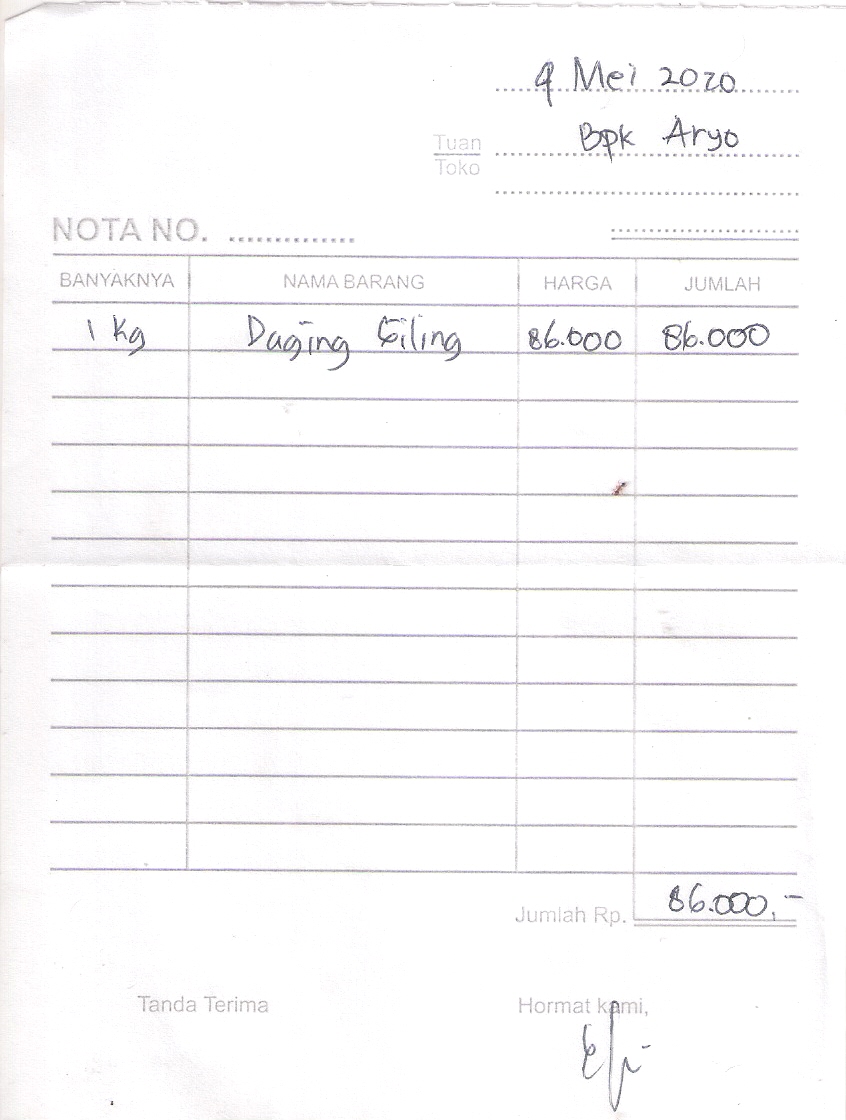 9 Mei 2020
Tuan Bpk Aryo
Toko
NOTA NO. ..............
BANYAKNYA NAMA BARANG HARGA JUMLAH
1 Kg Daging Giling 86.000 86.000
Jumlah Rp. 86.000,-
Tanda Terima Hormat kami,
Efi